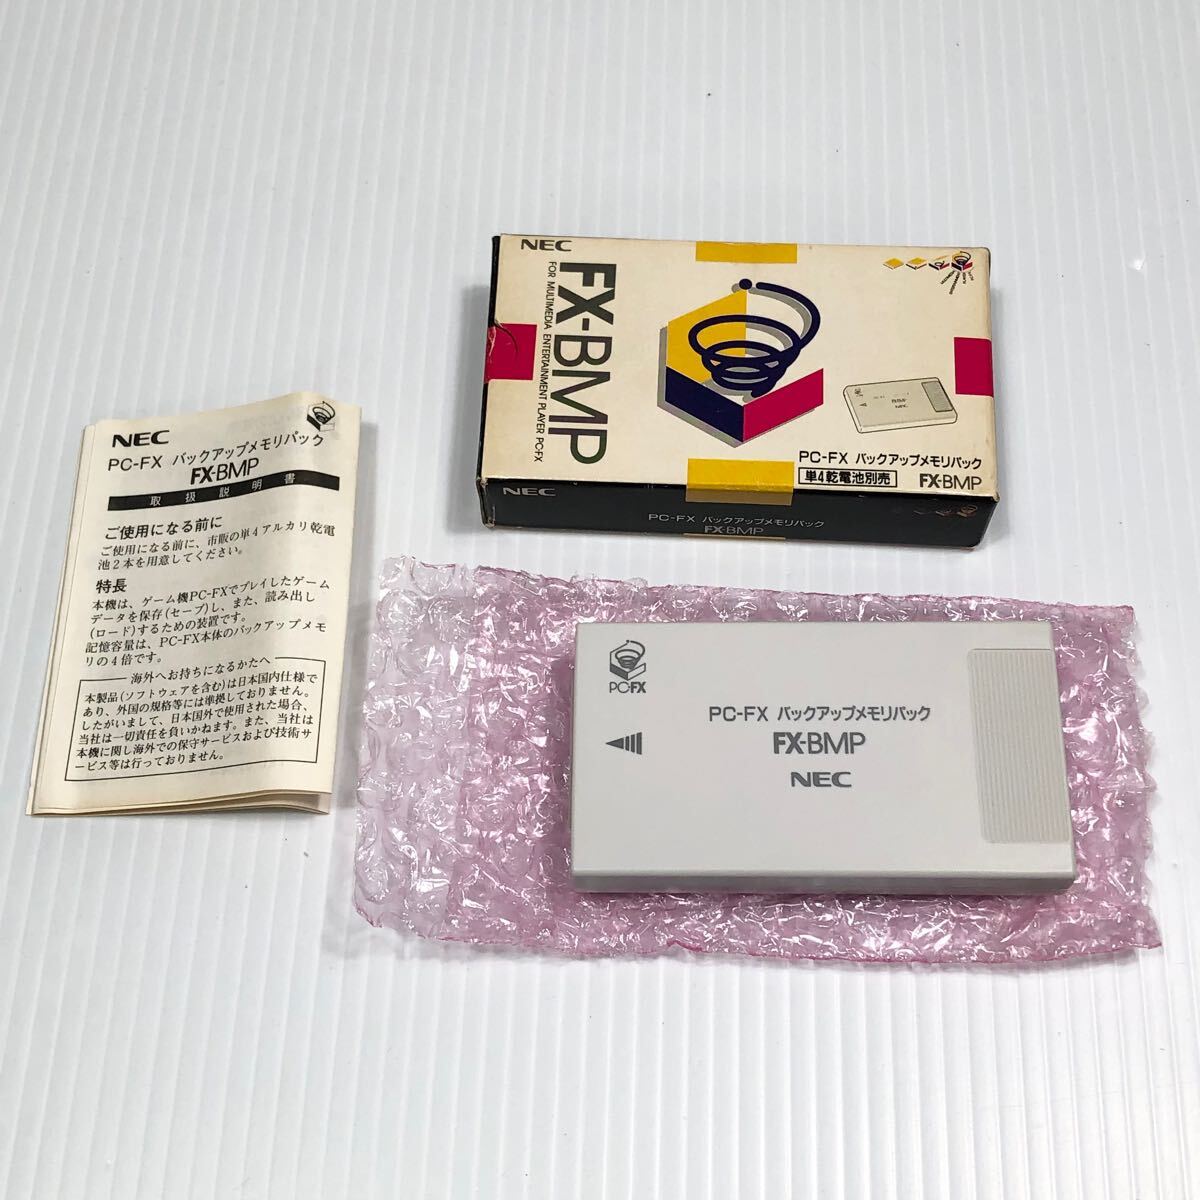 NEC
PC-FX バックアップメモリパック
FX-BMP
取扱説明書
ご使用になる前に
ご使用になる前に、市販の単4アルカリ乾電
池2本を用意してください。
特長
本機は、ゲーム機PC-FXでプレイしたゲーム
データを保存(セーブ)し、また、読み出し
(ロード)するための装置です。
記憶容量は、PC-FX本体のバックアップメモ
リの4倍です。
海外へお持ちになるかたへ
本製品(ソフトウェアを含む)は日本国内仕様で
あり、外国の規格等には準拠しておりません。
したがいまして、日本国外で使用された場合、
当社は一切責任を負いかねます。また、当社は
本機に関し海外での保守サービスおよび技術サ
ービス等は行っておりません。
NEC
FX-BMP
FOR MULTIMEDIA ENTERTAINMENT PLAYER PC-FX
BMP
NEC
PC-FX バックアップメモリパック
単4乾電池別売
FX-BMP
NEC
PC-FX バックアップメモリパック
FX-BMP
PC-FX
PC-FX バックアップメモリパック
FX-BMP
NEC